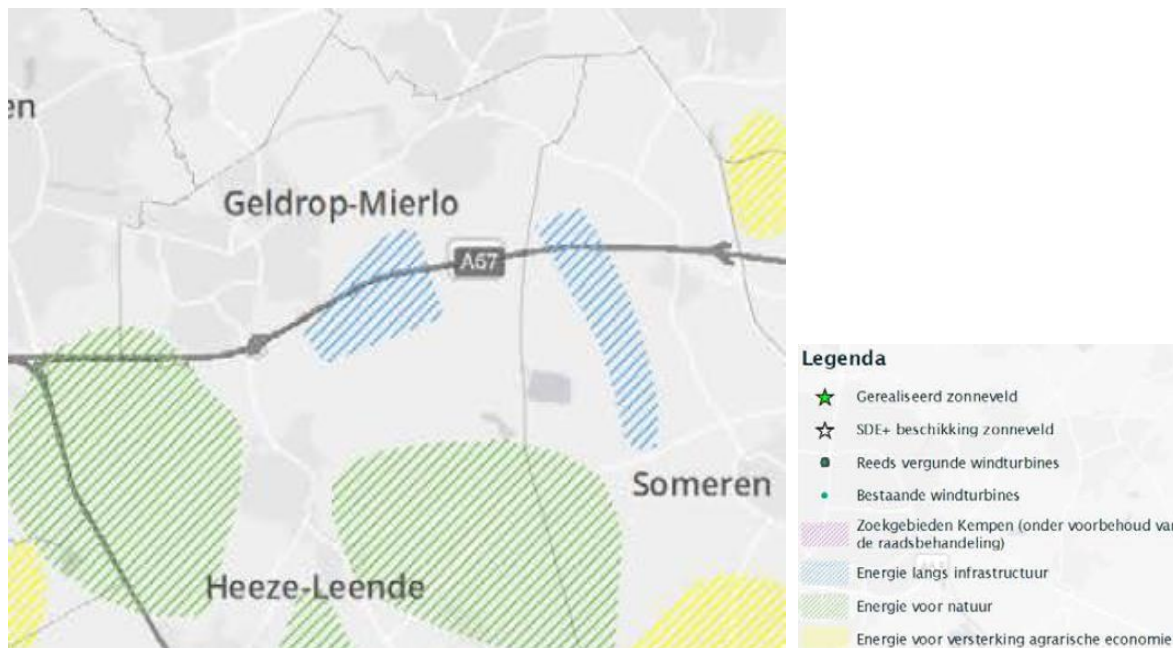 en
Geldrop-Mierlo
A67
Someren
Heeze-Leende
Legenda
Gerealiseerd zonneveld
SDE+ beschikking zonneveld
Reeds vergunde windturbines
Bestaande windturbines
Zoekgebieden Kempen (onder voorbehoud va
de raadsbehandeling)
Energie langs infrastructuur
Energie voor natuur
Energie voor versterking agrarische economie